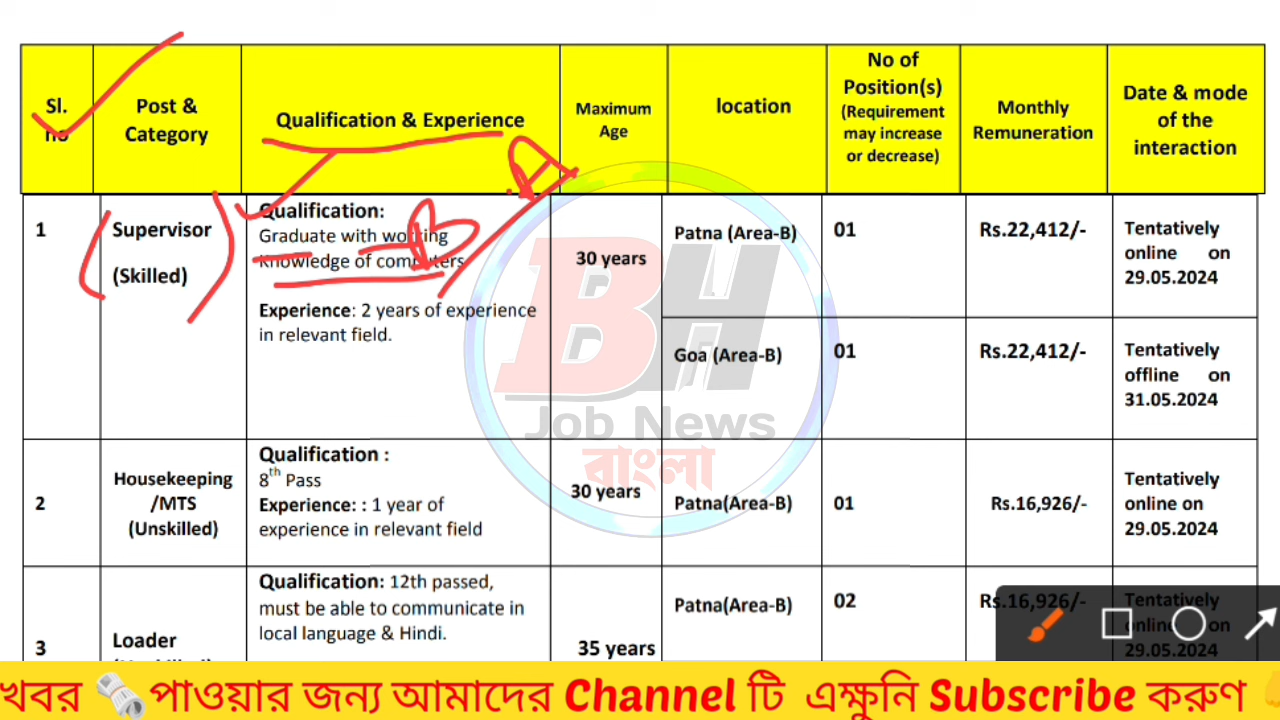 Sl.
no
Post &
Category
Qualification & Experience
Maximum
Age
location
No of
Position(s)
(Requirement
may increase
or decrease)
Monthly
Remuneration
Date & mode
of the
interaction
1
Supervisor
(Skilled)
Qualification:
Graduate with working
Knowledge of computers
Experience: 2 years of experience
in relevant field.
B.A
30 years
Patna (Area-B)
01
Rs.22,412/-
Tentatively
online on
29.05.2024
Goa (Area-B)
01
Rs.22,412/-
Tentatively
offline on
31.05.2024
2
Housekeeping
/MTS
(Unskilled)
Qualification :
8th Pass
Experience: : 1 year of
experience in relevant field
30 years
Patna(Area-B)
01
Rs.16,926/-
Tentatively
online on
29.05.2024
3
Loader
Qualification: 12th passed,
must be able to communicate in
local language & Hindi.
35 years
Patna(Area-B)
02
Rs.16,926/-
Tentatively
online on
29.05.2024
BH
Job News
বাংলা
খবর পাওয়ার জন্য আমাদের Channel টি এক্ষুনি Subscribe করুণ